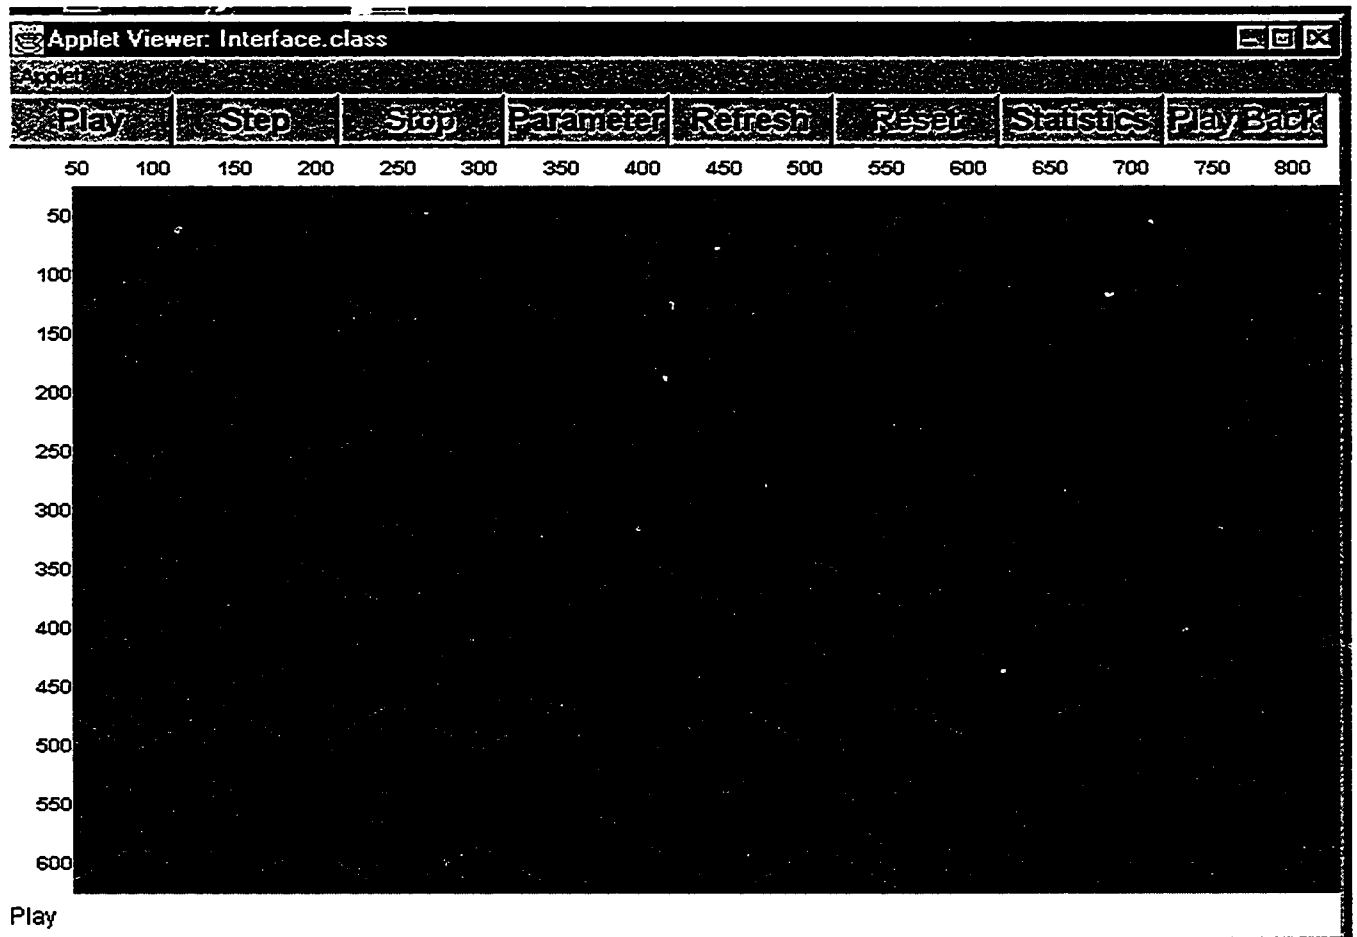 Applet Viewer: Interface.class
Applet
Play Step Stop Parameter Refresh Reset Statistics Play Back
50 100 150 200 250 300 350 400 450 500 550 600 650 700 750 800
50
100
150
200
250
300
350
400
450
500
550
600
Play